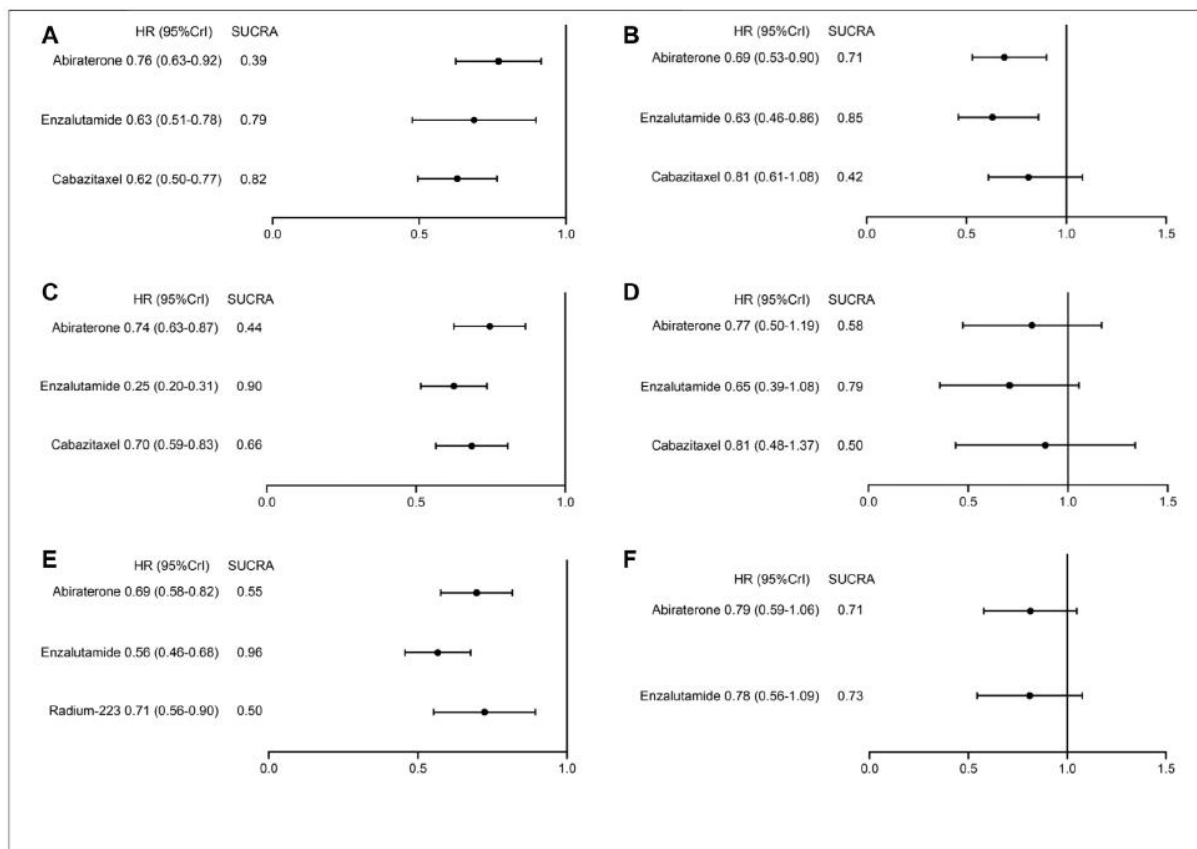 A
HR (95%CrI) SUCRA
Abiraterone 0.76 (0.63-0.92) 0.39
Enzalutamide 0.63 (0.51-0.78) 0.79
Cabazitaxel 0.62 (0.50-0.77) 0.82
0.0 0.5 1.0
B
HR (95%CrI) SUCRA
Abiraterone 0.69 (0.53-0.90) 0.71
Enzalutamide 0.63 (0.46-0.86) 0.85
Cabazitaxel 0.81 (0.61-1.08) 0.42
0.0 0.5 1.0 1.5
C
HR (95%CrI) SUCRA
Abiraterone 0.74 (0.63-0.87) 0.44
Enzalutamide 0.25 (0.20-0.31) 0.90
Cabazitaxel 0.70 (0.59-0.83) 0.66
0.0 0.5 1.0
D
HR (95%CrI) SUCRA
Abiraterone 0.77 (0.50-1.19) 0.58
Enzalutamide 0.65 (0.39-1.08) 0.79
Cabazitaxel 0.81 (0.48-1.37) 0.50
0.0 0.5 1.0 1.5
E
HR (95%CrI) SUCRA
Abiraterone 0.69 (0.58-0.82) 0.55
Enzalutamide 0.56 (0.46-0.68) 0.96
Radium-223 0.71 (0.56-0.90) 0.50
0.0 0.5 1.0
F
HR (95%CrI) SUCRA
Abiraterone 0.79 (0.59-1.06) 0.71
Enzalutamide 0.78 (0.56-1.09) 0.73
0.0 0.5 1.0 1.5